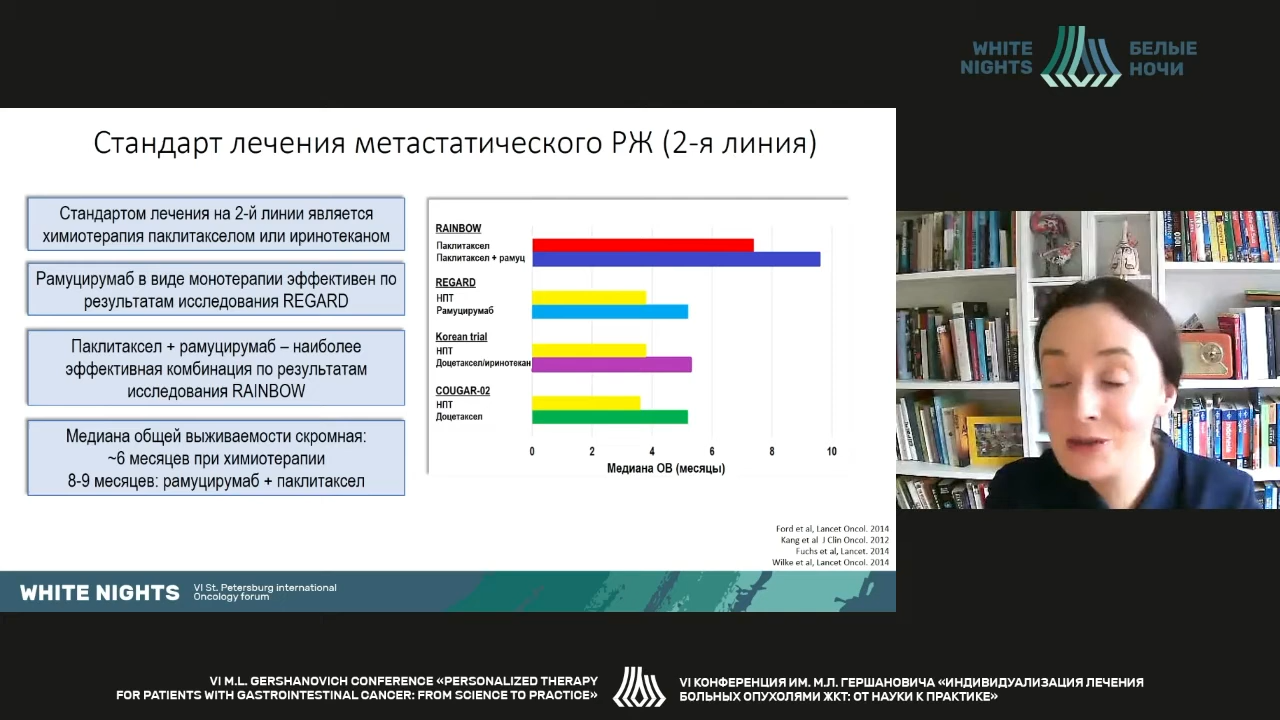 WHITE
NIGHTS
БЕЛЫЕ
НОЧИ
Стандарт лечения метастатического РЖ (2-я линия)
Стандартом лечения на 2-й линии является
химиотерапия паклитакселом или иринотеканом
Рамуцирумаб в виде монотерапии эффективен по
результатам исследования REGARD
Паклитаксел + рамуцирумаб – наиболее
эффективная комбинация по результатам
исследования RAINBOW
Медиана общей выживаемости скромная:
~6 месяцев при химиотерапии
8-9 месяцев: рамуцирумаб + паклитаксел
RAINBOW
Паклитаксел
Паклитаксел + рамуц
REGARD
НПТ
Рамуцирумаб
Korean trial
НПТ
Доцетаксел/иринотекан
COUGAR-02
НПТ
Доцетаксел
0 2 4 6 8 10
Медиана ОВ (месяцы)
Ford et al, Lancet Oncol. 2014
Kang et al J Clin Oncol. 2012
Fuchs et al, Lancet. 2014
Wilke et al, Lancet Oncol. 2014
WHITE NIGHTS
VI St. Petersburg international
Oncology forum
VI M.L. GERSHANOVICH CONFERENCE «PERSONALIZED THERAPY
FOR PATIENTS WITH GASTROINTESTINAL CANCER: FROM SCIENCE TO PRACTICE»
VI КОНФЕРЕНЦИЯ ИМ. М.Л. ГЕРШАНОВИЧА «ИНДИВИДУАЛИЗАЦИЯ ЛЕЧЕНИЯ
БОЛЬНЫХ ОПУХОЛЯМИ ЖКТ: ОТ НАУКИ К ПРАКТИКЕ»